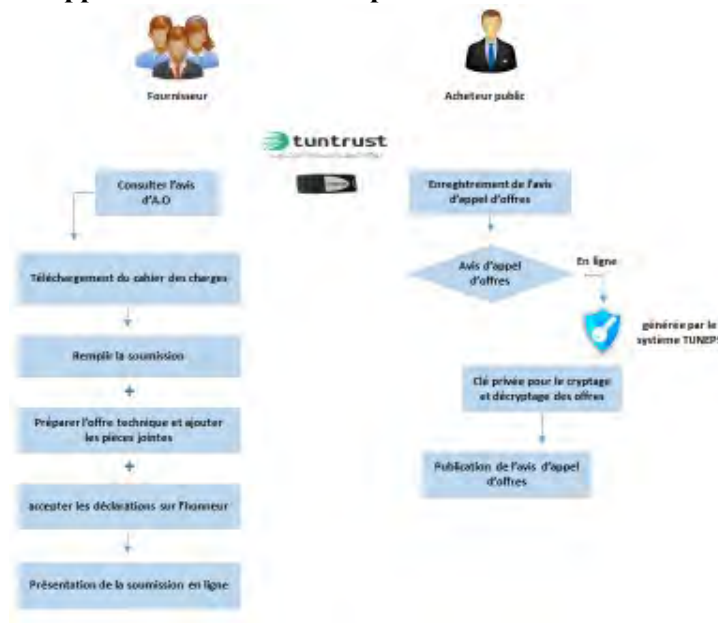 Fournisseur
Acheteur public
tuntrust
Consulter l'avis
d'A.O
Téléchargement du cahier des charges
Remplir la soumission
+
Préparer l'offre technique et ajouter
les pièces jointes
+
accepter les déclarations sur l'honneur
Présentation de la soumission en ligne
Enregistrement de l'avis
d'appel d'offres
Avis d'appel
d'offres
En ligne
générée par le
système TUNEPS
Clé privée pour le cryptage
et décryptage des offres
Publication de l'avis d'appel
d'offres